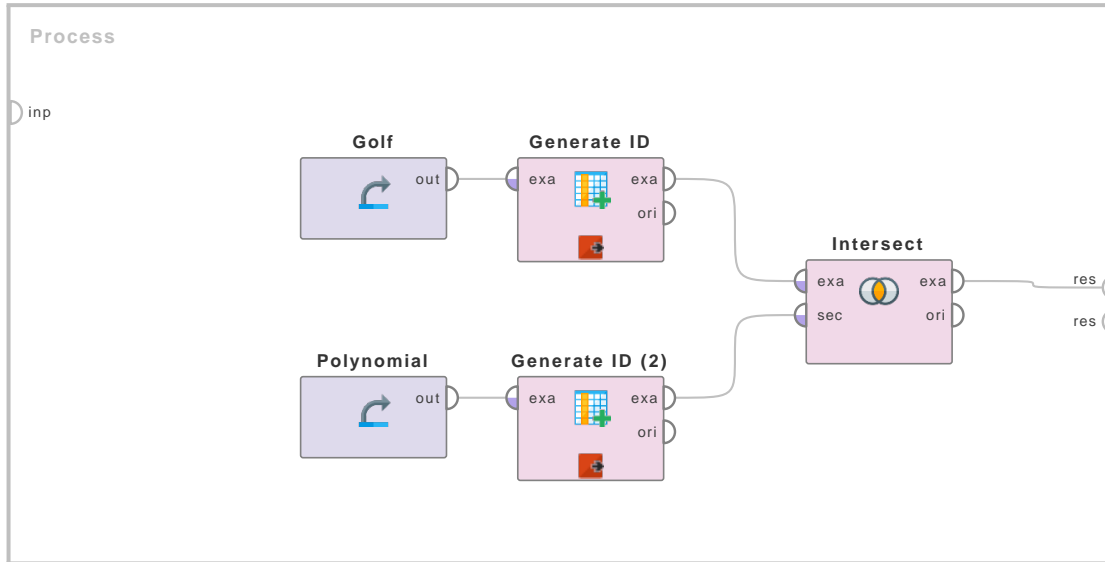 Process
inp
Golf
out
Generate ID
exa
exa
ori
Intersect
exa
exa
sec
ori
res
res
Polynomial
out
Generate ID (2)
exa
exa
ori